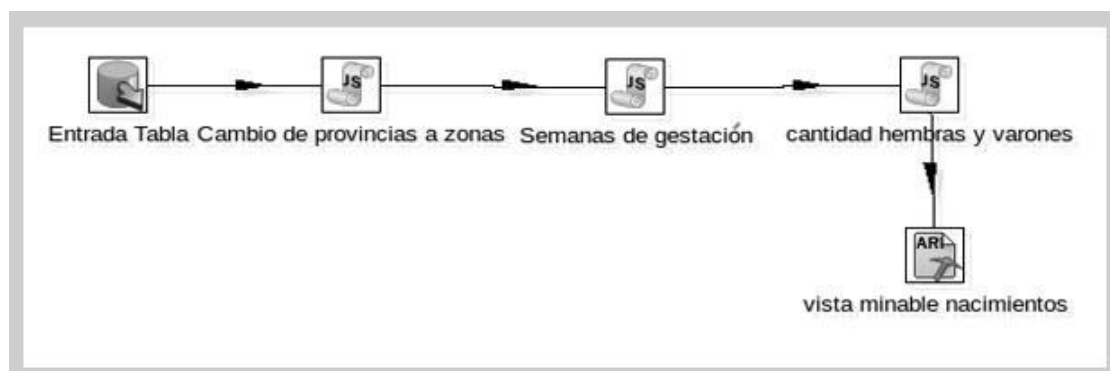 JS
JS
JS
Entrada Tabla
Cambio de provincias a zonas
Semanas de gestación
cantidad hembras y varones
ARI
vista minable nacimientos